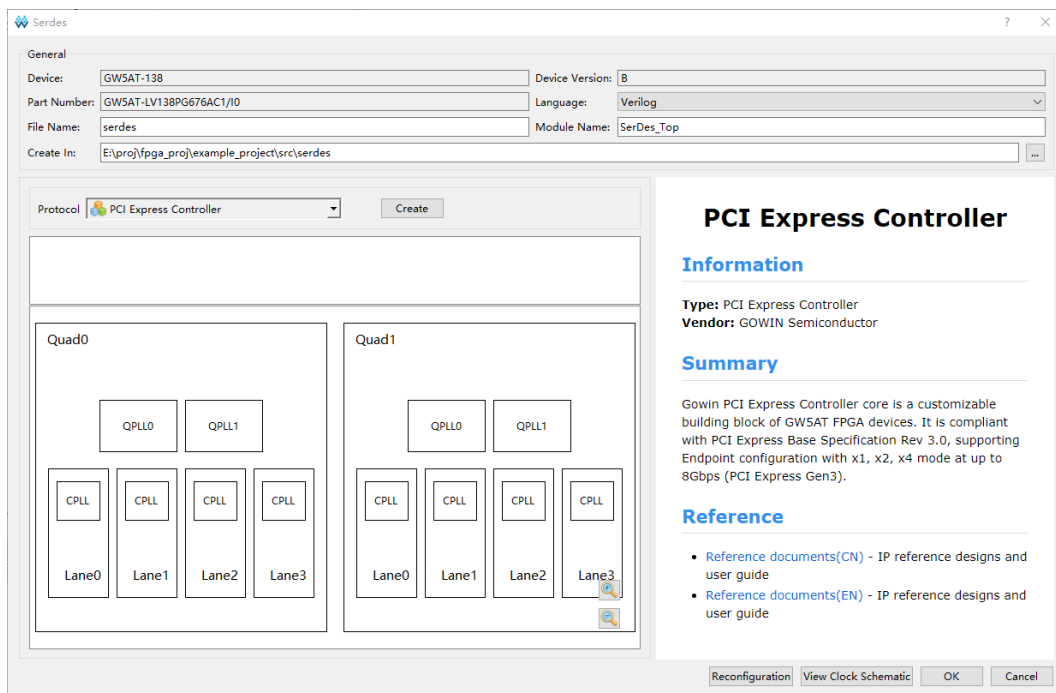 Serdes
General
Device: GW5AT-138 Device Version: B
Part Number: GW5AT-LV138PG676AC1/I0 Language: Verilog
File Name: serdes Module Name: SerDes_Top
Create In: E:\proj\fpga_proj\example_project\src\serdes ...
Protocol PCI Express Controller Create
Quad0
QPLL0 QPLL1
CPLL CPLL CPLL CPLL
Lane0 Lane1 Lane2 Lane3
Quad1
QPLL0 QPLL1
CPLL CPLL CPLL CPLL
Lane0 Lane1 Lane2 Lane3
PCI Express Controller
Information
Type: PCI Express Controller
Vendor: GOWIN Semiconductor
Summary
Gowin PCI Express Controller core is a customizable
building block of GW5AT FPGA devices. It is compliant
with PCI Express Base Specification Rev 3.0, supporting
Endpoint configuration with x1, x2, x4 mode at up to
8Gbps (PCI Express Gen3).
Reference
• Reference documents(CN) - IP reference designs and
user guide
• Reference documents(EN) - IP reference designs and
user guide
Reconfiguration View Clock Schematic OK Cancel